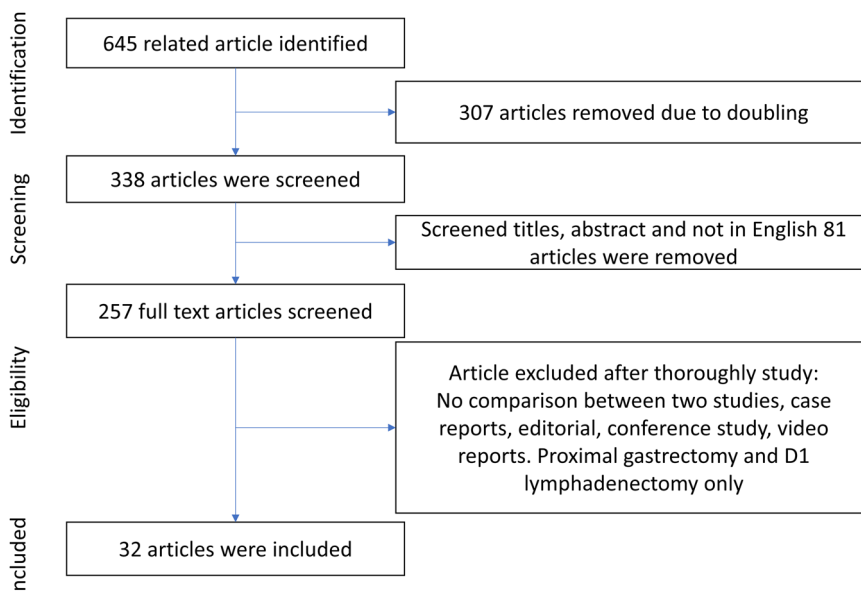 Identification
645 related article identified
307 articles removed due to doubling
Screening
338 articles were screened
Screened titles, abstract and not in English 81
articles were removed
257 full text articles screened
Eligibility
Article excluded after thoroughly study:
No comparison between two studies, case
reports, editorial, conference study, video
reports. Proximal gastrectomy and D1
lymphadenectomy only
ncluded
32 articles were included